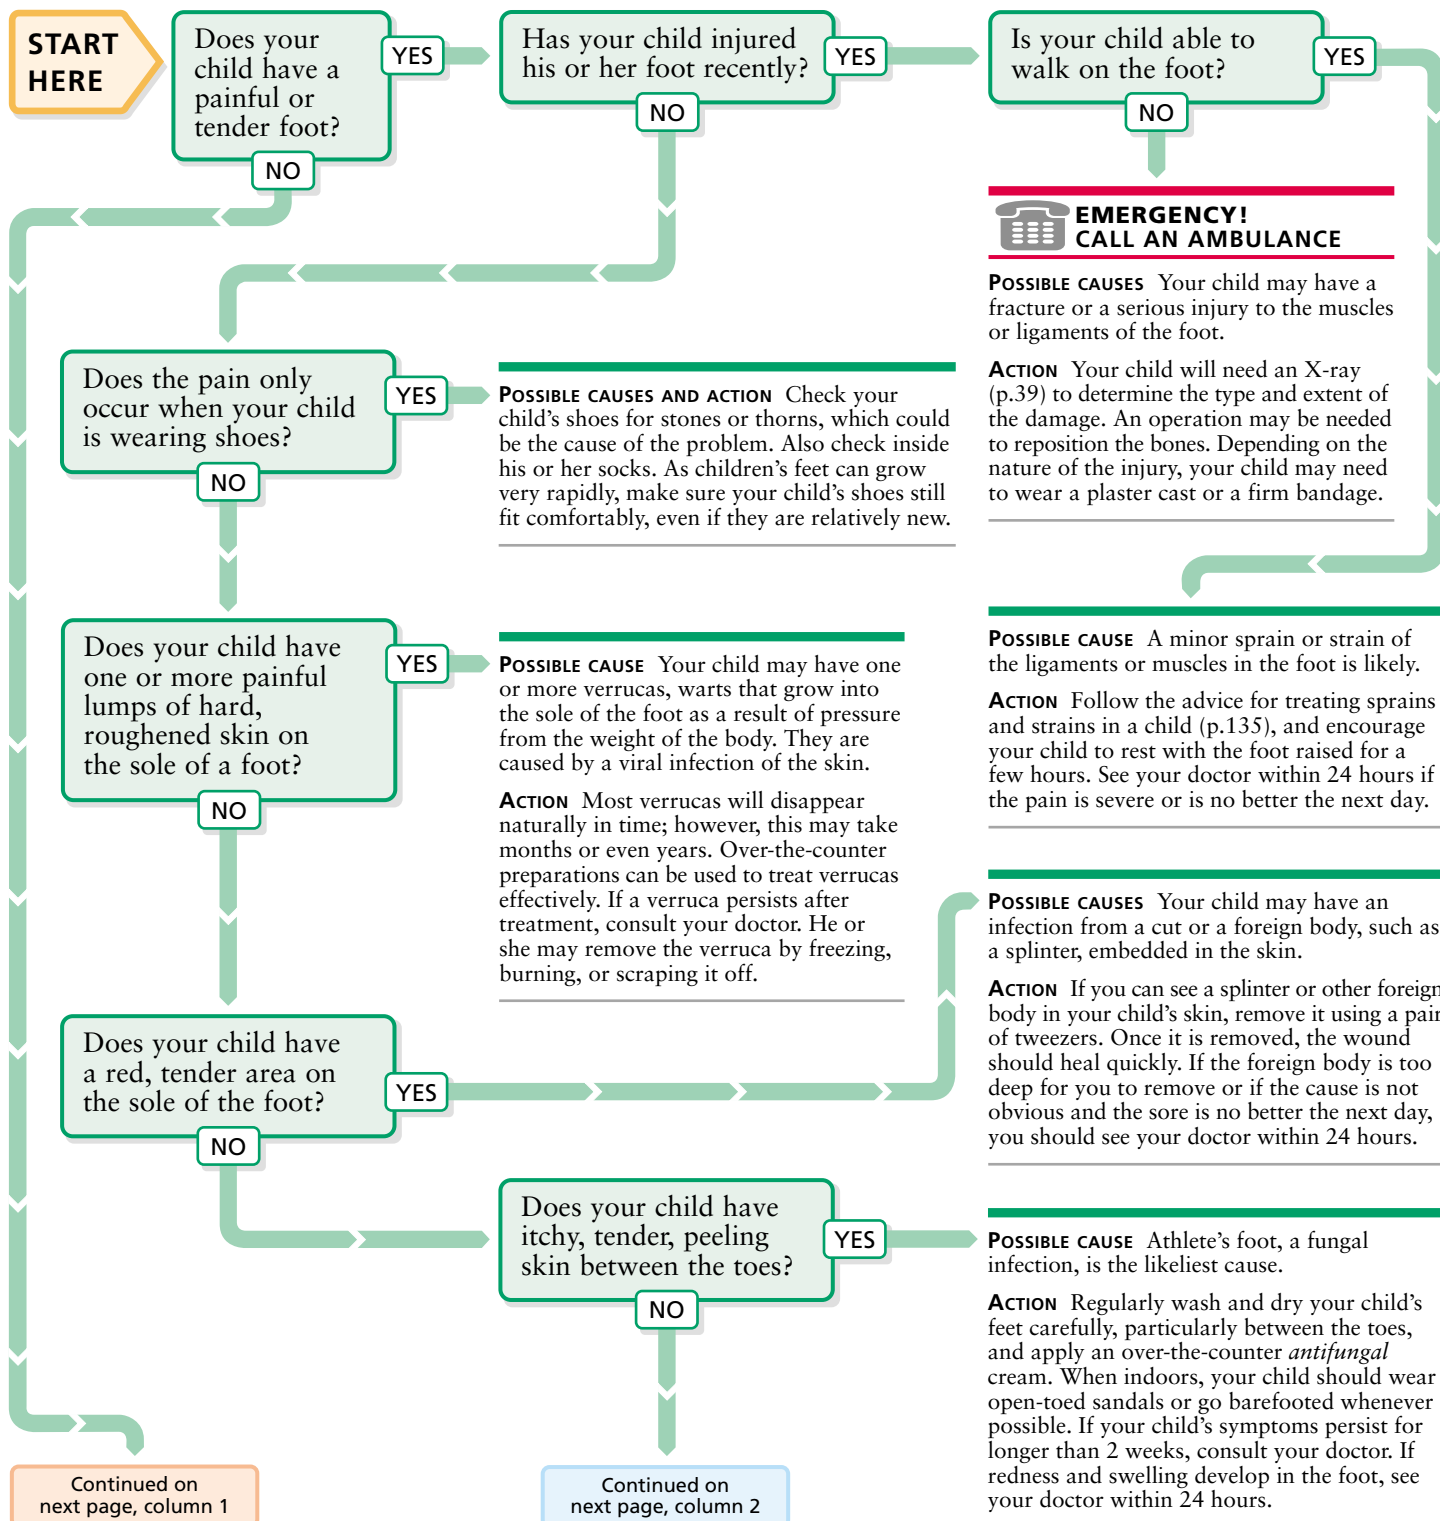 START
HERE
Does your
child have a
painful or
tender foot?
YES
NO
Has your child injured
his or her foot recently?
YES
NO
Is your child able to
walk on the foot?
YES
NO
EMERGENCY!
CALL AN AMBULANCE
POSSIBLE CAUSES Your child may have a
fracture or a serious injury to the muscles
or ligaments of the foot.
ACTION Your child will need an X-ray
(p.39) to determine the type and extent of
the damage. An operation may be needed
to reposition the bones. Depending on the
nature of the injury, your child may need
to wear a plaster cast or a firm bandage.
Does the pain only
occur when your child
is wearing shoes?
YES
NO
POSSIBLE CAUSES AND ACTION Check your
child's shoes for stones or thorns, which could
be the cause of the problem. Also check inside
his or her socks. As children's feet can grow
very rapidly, make sure your child's shoes still
fit comfortably, even if they are relatively new.
POSSIBLE CAUSE A minor sprain or strain of
the ligaments or muscles in the foot is likely.
ACTION Follow the advice for treating sprains
and strains in a child (p.135), and encourage
your child to rest with the foot raised for a
few hours. See your doctor within 24 hours if
the pain is severe or is no better the next day.
Does your child have
one or more painful
lumps of hard,
roughened skin on
the sole of a foot?
YES
NO
POSSIBLE CAUSE Your child may have one
or more verrucas, warts that grow into
the sole of the foot as a result of pressure
from the weight of the body. They are
caused by a viral infection of the skin.
ACTION Most verrucas will disappear
naturally in time; however, this may take
months or even years. Over-the-counter
preparations can be used to treat verrucas
effectively. If a verruca persists after
treatment, consult your doctor. He or
she may remove the verruca by freezing,
burning, or scraping it off.
POSSIBLE CAUSES Your child may have an
infection from a cut or a foreign body, such as
a splinter, embedded in the skin.
ACTION If you can see a splinter or other foreign
body in your child's skin, remove it using a pair
of tweezers. Once it is removed, the wound
should heal quickly. If the foreign body is too
deep for you to remove or if the cause is not
obvious and the sore is no better the next day,
you should see your doctor within 24 hours.
Does your child have
a red, tender area on
the sole of the foot?
YES
NO
Does your child have
itchy, tender, peeling
skin between the toes?
YES
NO
POSSIBLE CAUSE Athlete's foot, a fungal
infection, is the likeliest cause.
ACTION Regularly wash and dry your child's
feet carefully, particularly between the toes,
and apply an over-the-counter antifungal
cream. When indoors, your child should wear
open-toed sandals or go barefooted whenever
possible. If your child's symptoms persist for
longer than 2 weeks, consult your doctor. If
redness and swelling develop in the foot, see
your doctor within 24 hours.
Continued on
next page, column 1
Continued on
next page, column 2